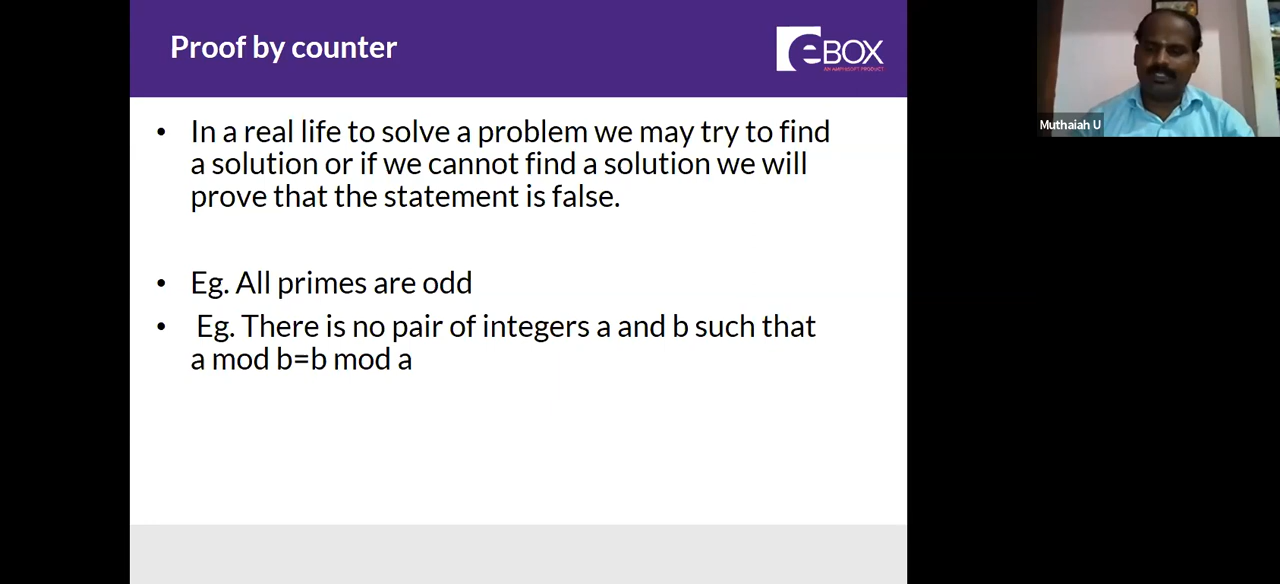 Proof by counter
eBOX
AN AMPHISOFT PRODUCT
Muthaiah U
• In a real life to solve a problem we may try to find
a solution or if we cannot find a solution we will
prove that the statement is false.
• Eg. All primes are odd
• Eg. There is no pair of integers a and b such that
a mod b=b mod a